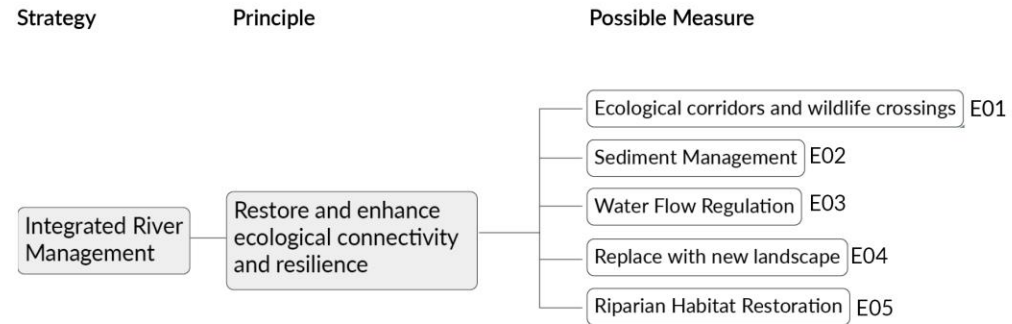 Strategy
Principle
Possible Measure
Integrated River
Management
Restore and enhance
ecological connectivity
and resilience
Ecological corridors and wildlife crossings E01
Sediment Management E02
Water Flow Regulation E03
Replace with new landscape E04
Riparian Habitat Restoration E05